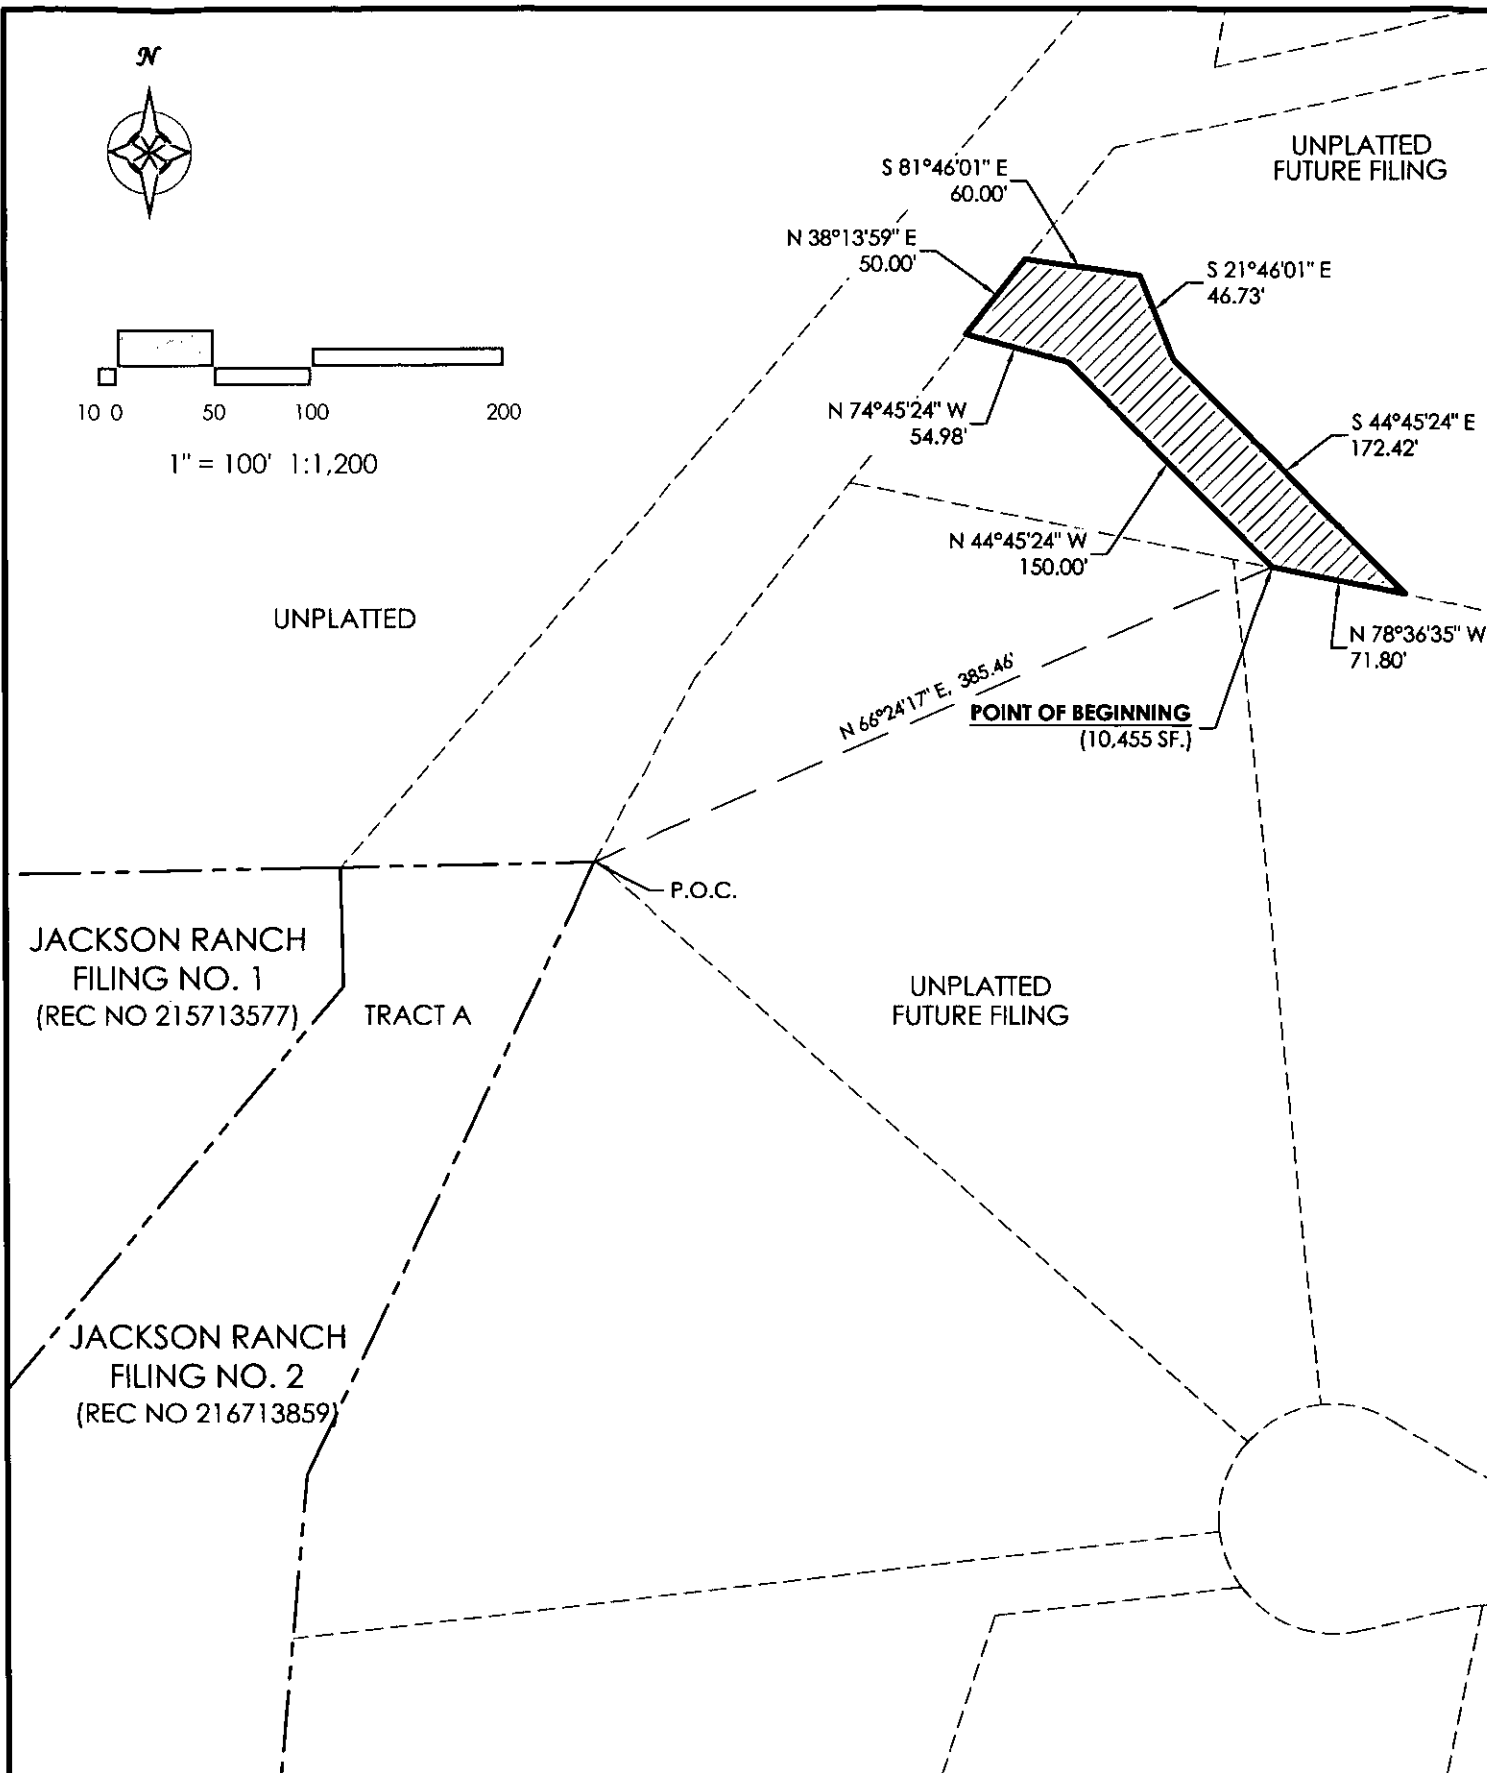 N
UNPLATTED
FUTURE FILING
S 81°46'01" E
60.00'
N 38°13'59" E
50.00'
S 21°46'01" E
46.73'
10 0 50 100 200
1" = 100' 1:1,200
N 74°45'24" W
54.98'
S 44°45'24" E
172.42'
N 44°45'24" W
150.00'
UNPLATTED
N 78°36'35" W
71.80'
N 66°24'17" E, 385.46'
POINT OF BEGINNING
(10,455 SF.)
P.O.C.
JACKSON RANCH
FILING NO. 1
(REC NO 215713577)
TRACT A
UNPLATTED
FUTURE FILING
JACKSON RANCH
FILING NO. 2
(REC NO 216713859)